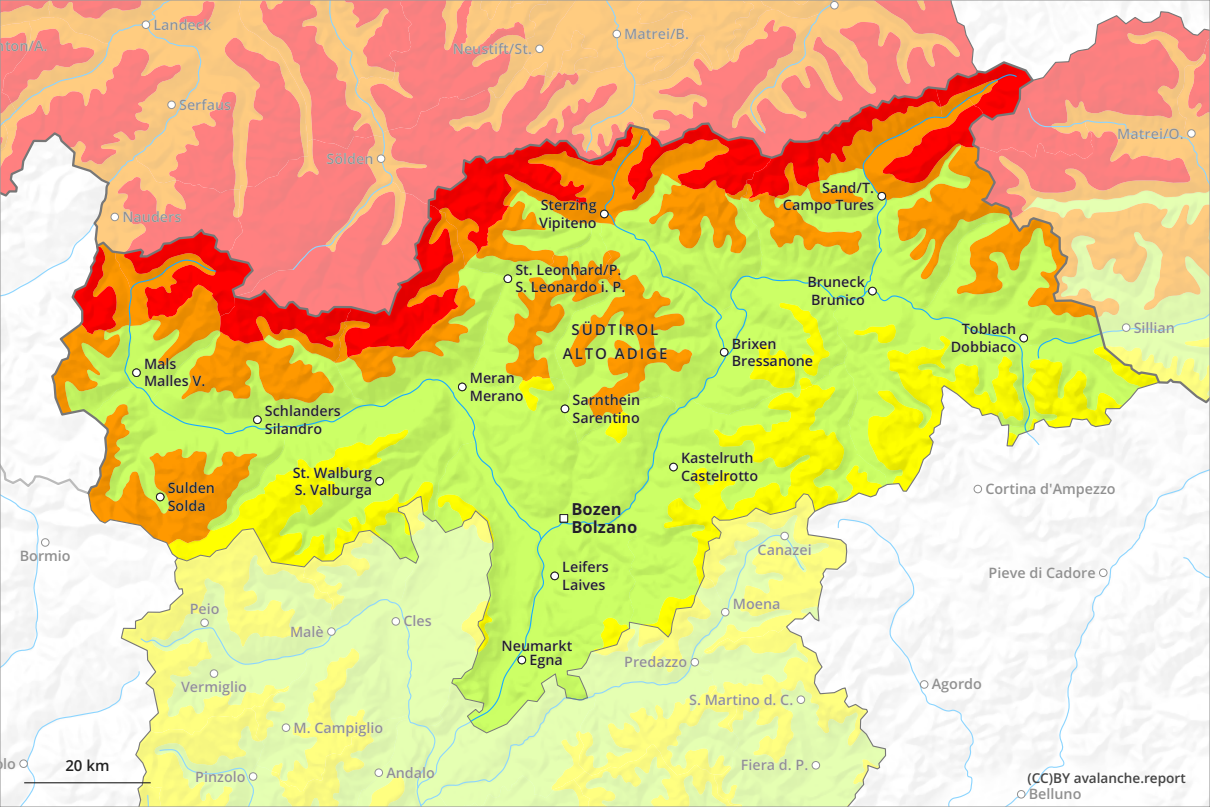 Landeck
Matrei/B.
Neustift/St.
Serfaus
Sölden
Matrei/O.
Nauders
Sand/T.
Campo Tures
Sterzing
Vipiteno
St. Leonhard/P.
S. Leonardo i. P.
Bruneck
Brunico
SÜDTIROL
ALTO ADIGE
Toblach
Dobbiaco
Sillian
Brixen
Bressanone
Mals
Malles V.
Meran
Merano
Schlanders
Silandro
Sarnthein
Sarentino
Kastelruth
Castelrotto
St. Walburg
S. Valburga
Sulden
Solda
Cortina d'Ampezzo
Bozen
Bolzano
Bormio
Canazei
Leifers
Laives
Pieve di Cadore
Peio
Moena
Cles
Malè
Neumarkt
Egna
Predazzo
Vermiglio
Agordo
S. Martino d. C.
M. Campiglio
20 km
Pinzolo
Andalo
Fiera d. P.
(CC)BY avalanche.report
Belluno